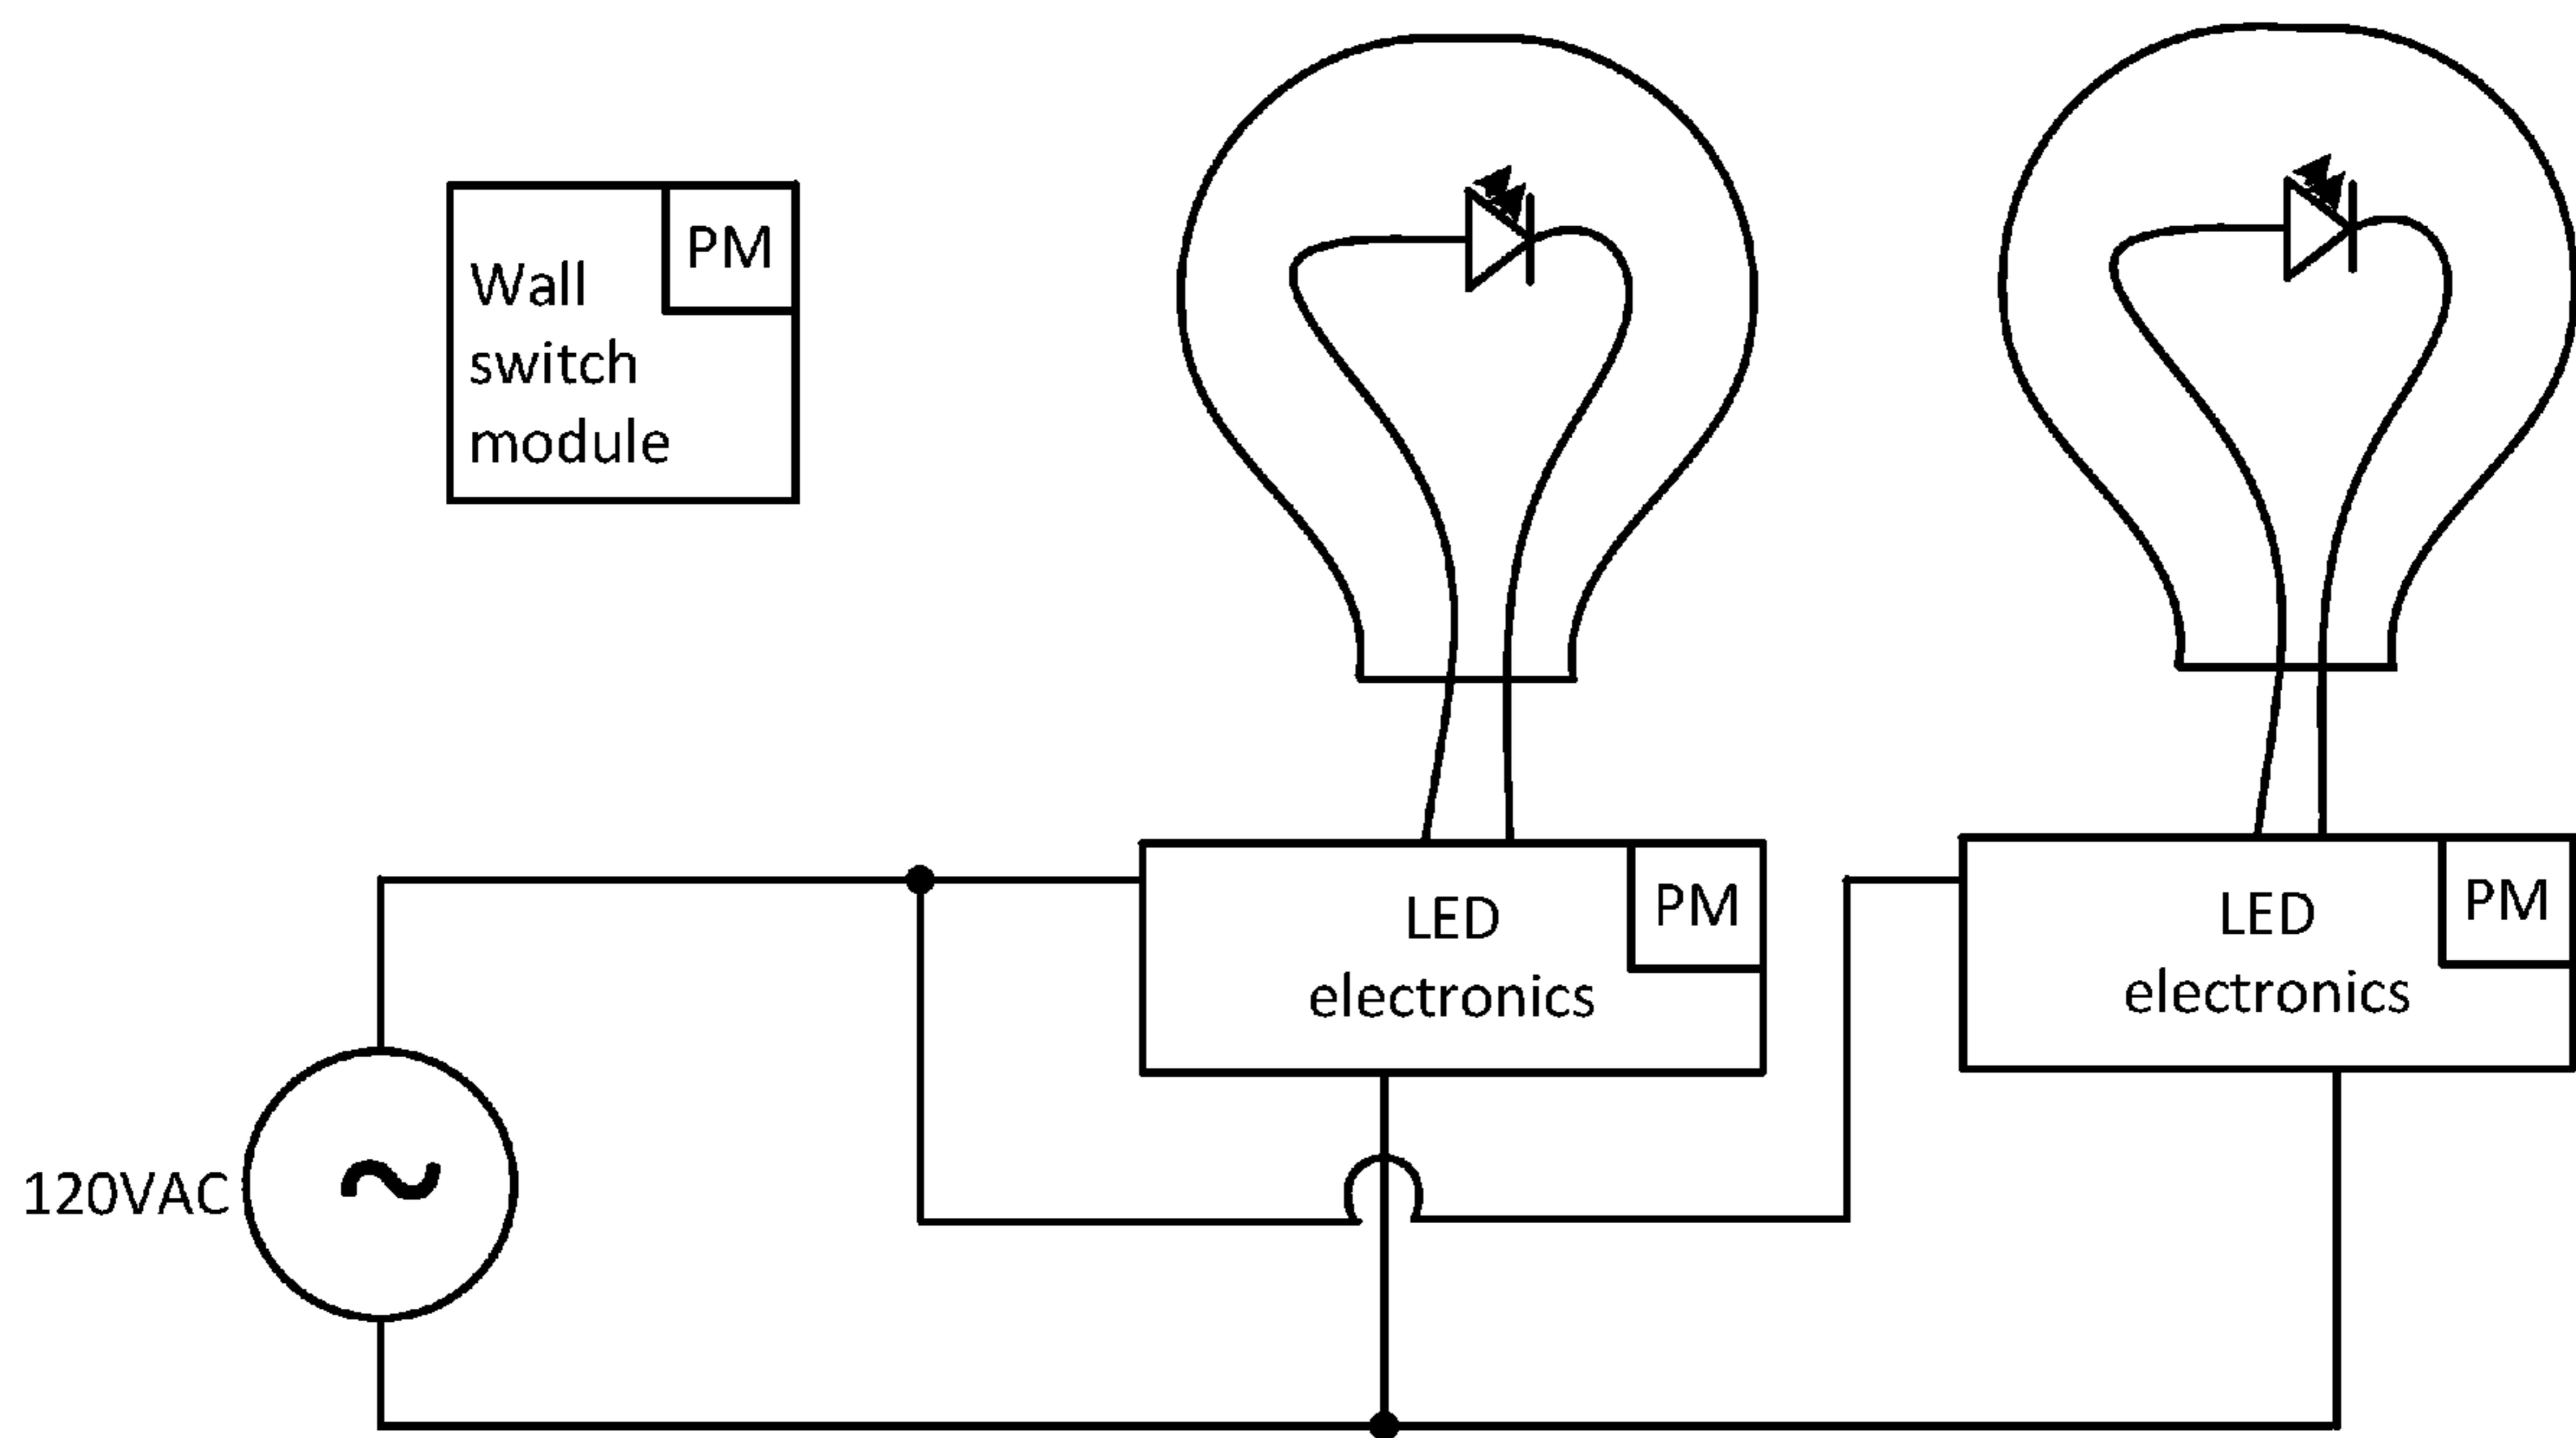 PM
Wall
switch
module
LED
electronics
PM
LED
electronics
PM
120VAC